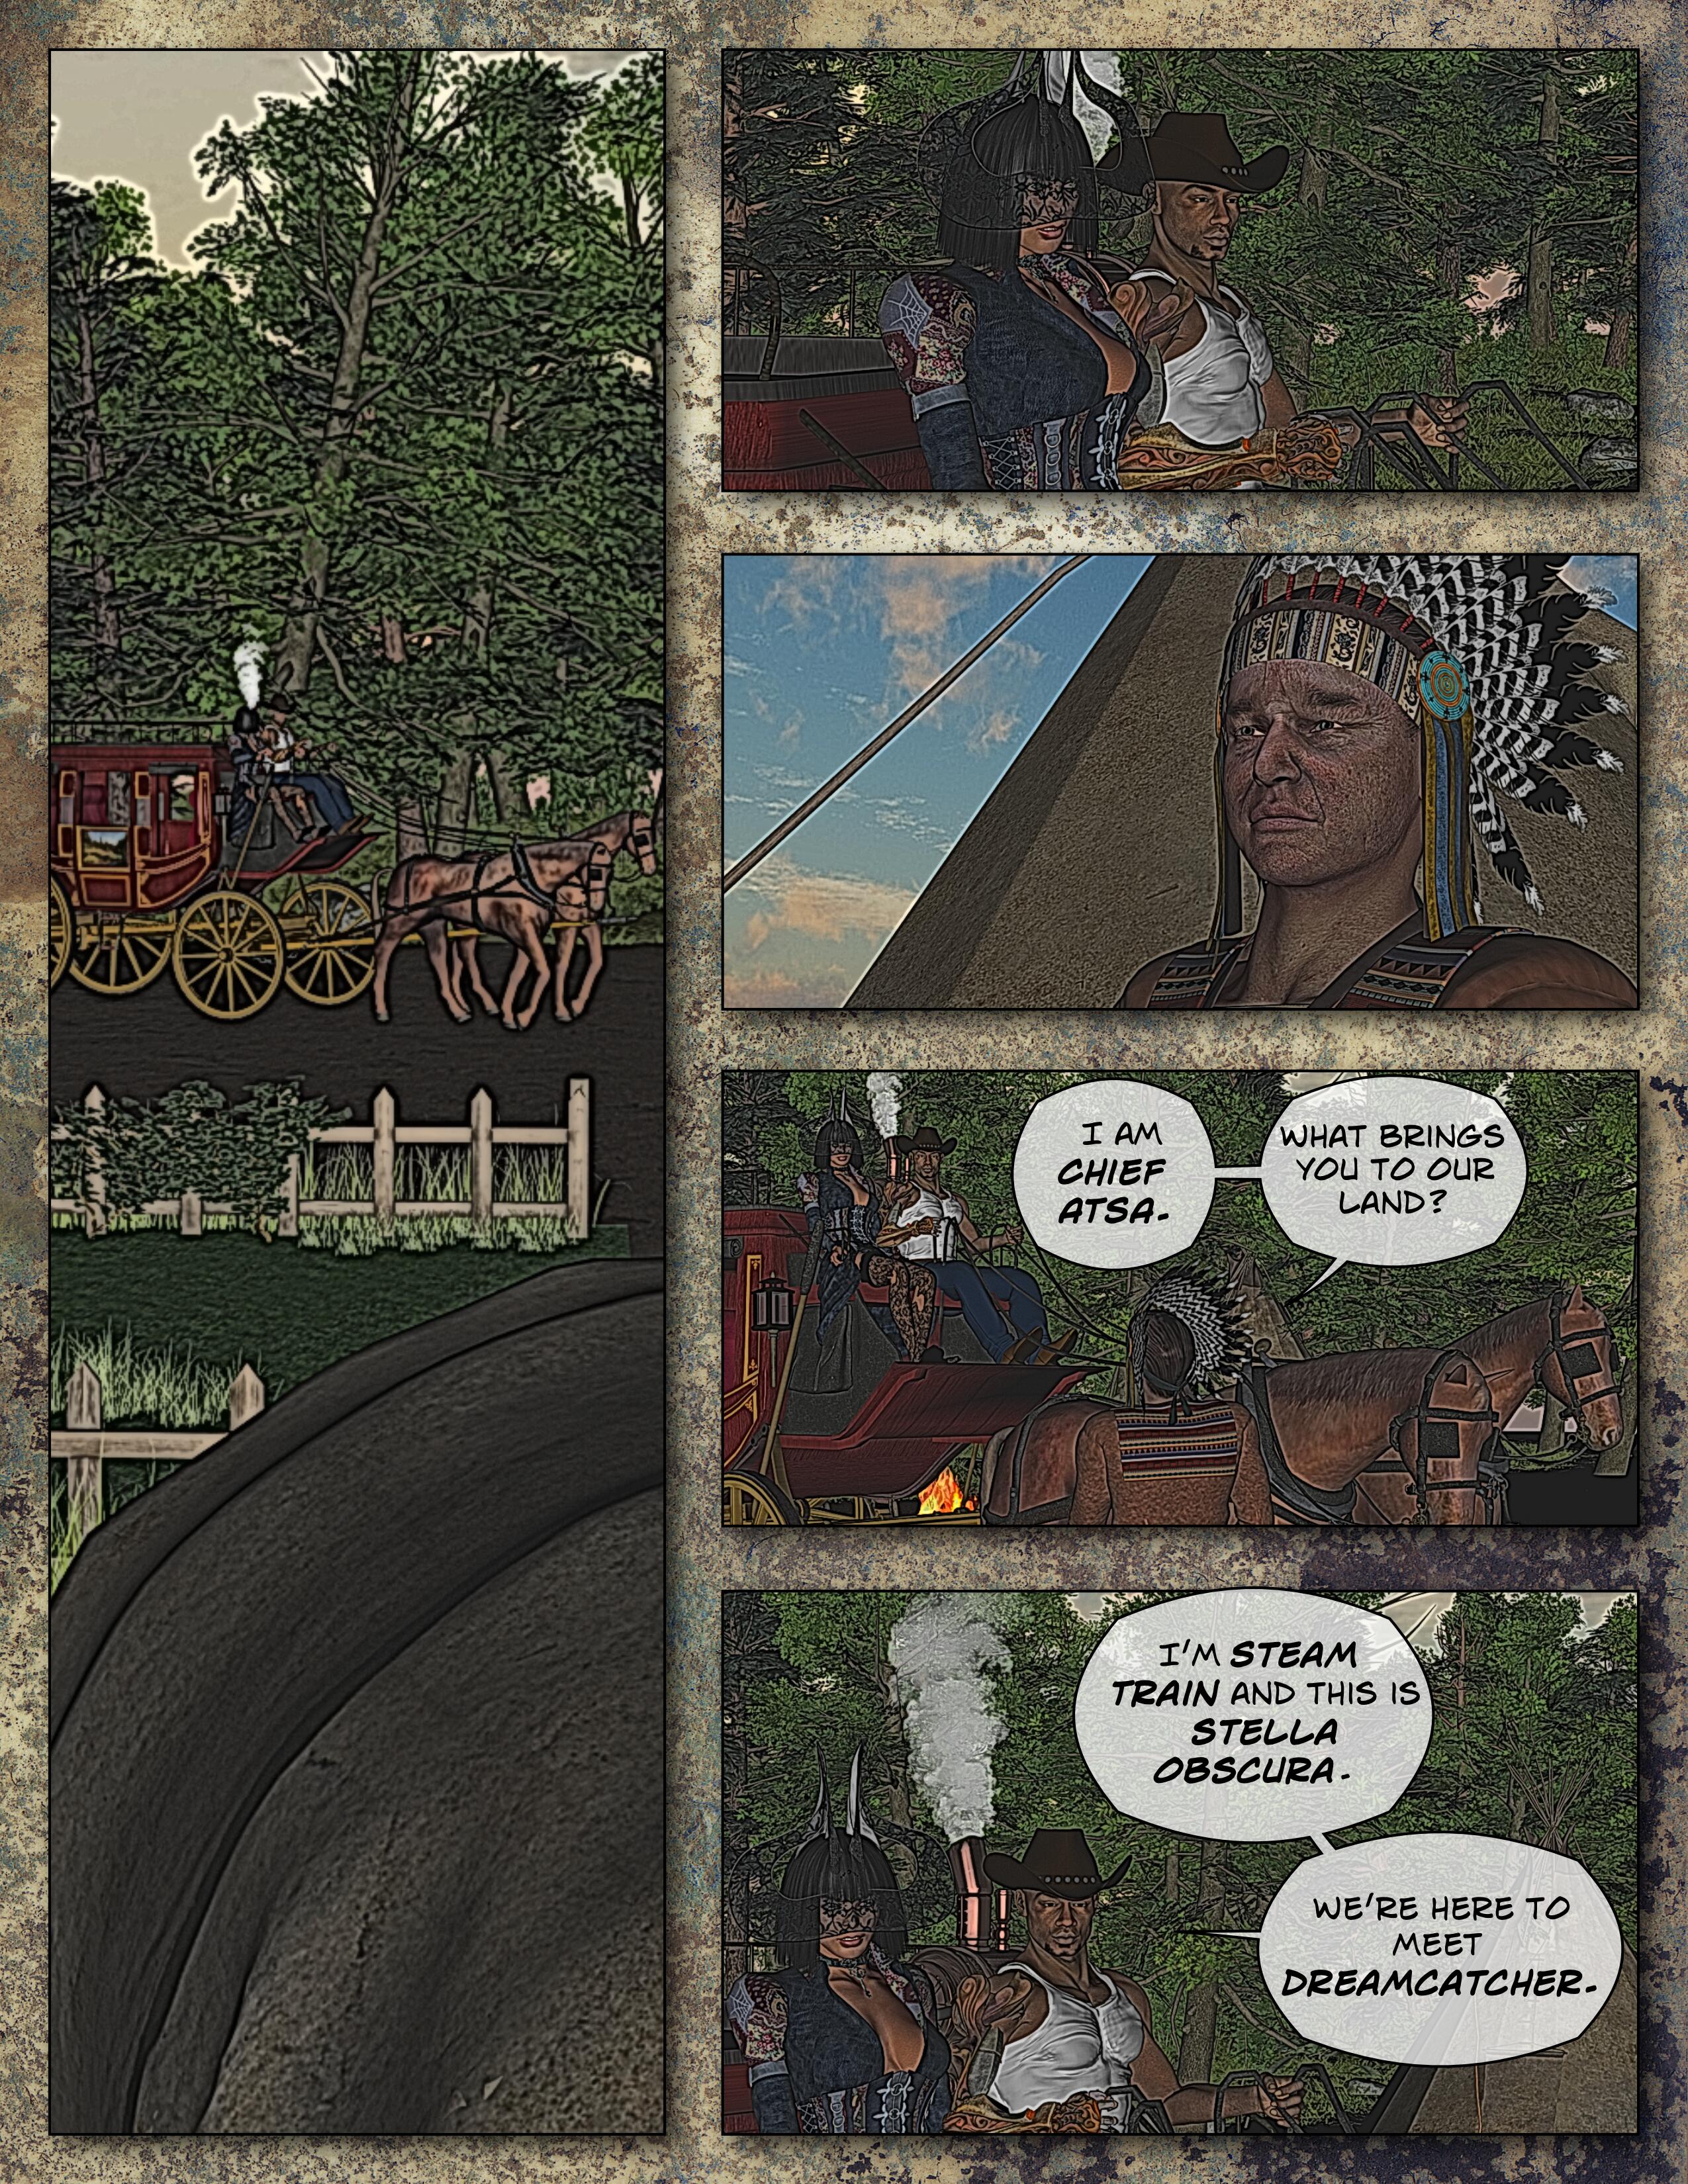 I AM
CHIEF
ATSA.
WHAT BRINGS
YOU TO OUR
LAND?
I'M STEAM
TRAIN AND THIS IS
STELLA
OBSCURA.
WE'RE HERE TO
MEET
DREAMCATCHER.